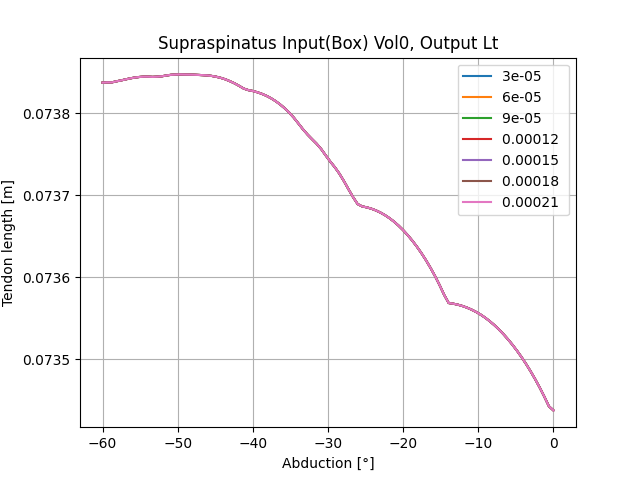 Supraspinatus Input(Box) Vol0, Output Lt
3e-05
6e-05
9e-05
0.00012
0.00015
0.00018
0.00021
Tendon length [m]
0.0738
0.0737
0.0736
0.0735
−60 −50 −40 −30 −20 −10 0
Abduction [°]